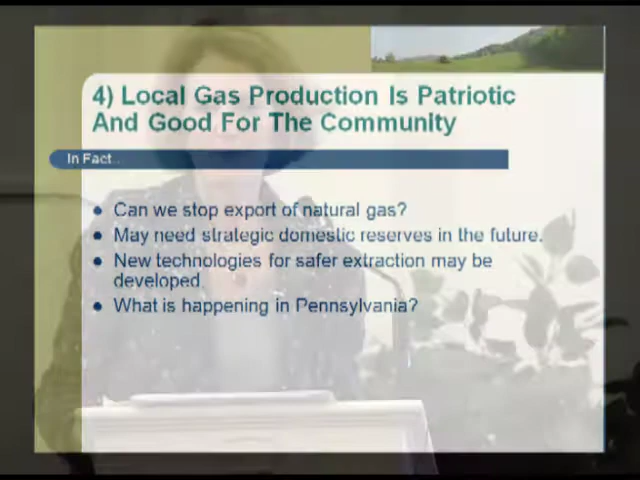 4) Local Gas Production Is Patriotic
And Good For The Community
In Fact...
Can we stop export of natural gas?
May need strategic domestic reserves in the future.
New technologies for safer extraction may be
developed.
What is happening in Pennsylvania?